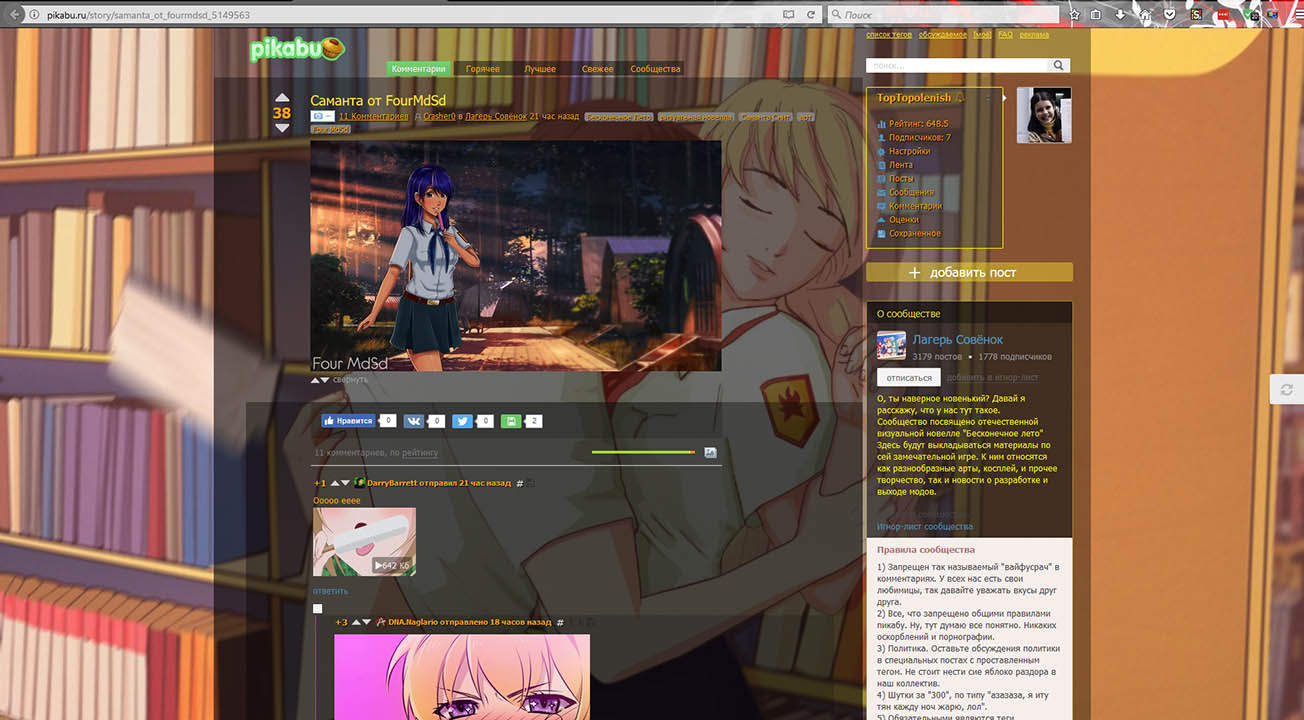 pikabu.ru/story/samanta_ot_fourmdsd_5149563
Поиск
pikabu
список тегов обсуждаемое [моё] FAQ реклама
Комментарии Горячее Лучшее Свежее Сообщества
поиск...
38
Саманта от FourMdSd
11 Комментариев Crasher0 в Лагерь Совёнок 21 час назад Бесконечное Лето визуальная новелла Саманта Смит арт
Four MdSd
Four MdSd
свернуть
Нравится 0 0 0 2
11 комментариев, по рейтингу
+1 DarryBarrett отправил 21 час назад #
Ооооо ееее
642 Кб
ответить
+3 DNA.Naglario отправлено 18 часов назад #
TopTopolenish
Рейтинг: 648.5
Подписчиков: 7
Настройки
Лента
Посты
Сообщения
Комментарии
Оценки
Сохраненное
+ добавить пост
О сообществе
Лагерь Совёнок
3179 постов • 1778 подписчиков
отписаться добавить в игнор-лист
О, ты наверное новенький? Давай я
расскажу, что у нас тут такое.
Сообщество посвящено отечественной
визуальной новелле "Бесконечное лето"
Здесь будут выкладываться материалы по
сей замечательной игре. К ним относятся
как разнообразные арты, косплей, и прочее
творчество, так и новости о разработке и
выходе модов.
Игнор-лист сообщества
Правила сообщества
1) Запрещен так называемый "вайфусрач" в
комментариях. У всех нас есть свои
любимицы, так давайте уважать вкусы друг
друга.
2) Все, что запрещено общими правилами
пикабу. Ну, тут думаю все понятно. Никаких
оскорблений и порнографии.
3) Политика. Оставьте обсуждения политики
в специальных постах с проставленным
тегом. Не стоит нести сие яблоко раздора в
наш коллектив.
4) Шутки за "300", по типу "азазаза, я иту
тян кажду ноч жарю, лол".
5) Обязательными являются теги